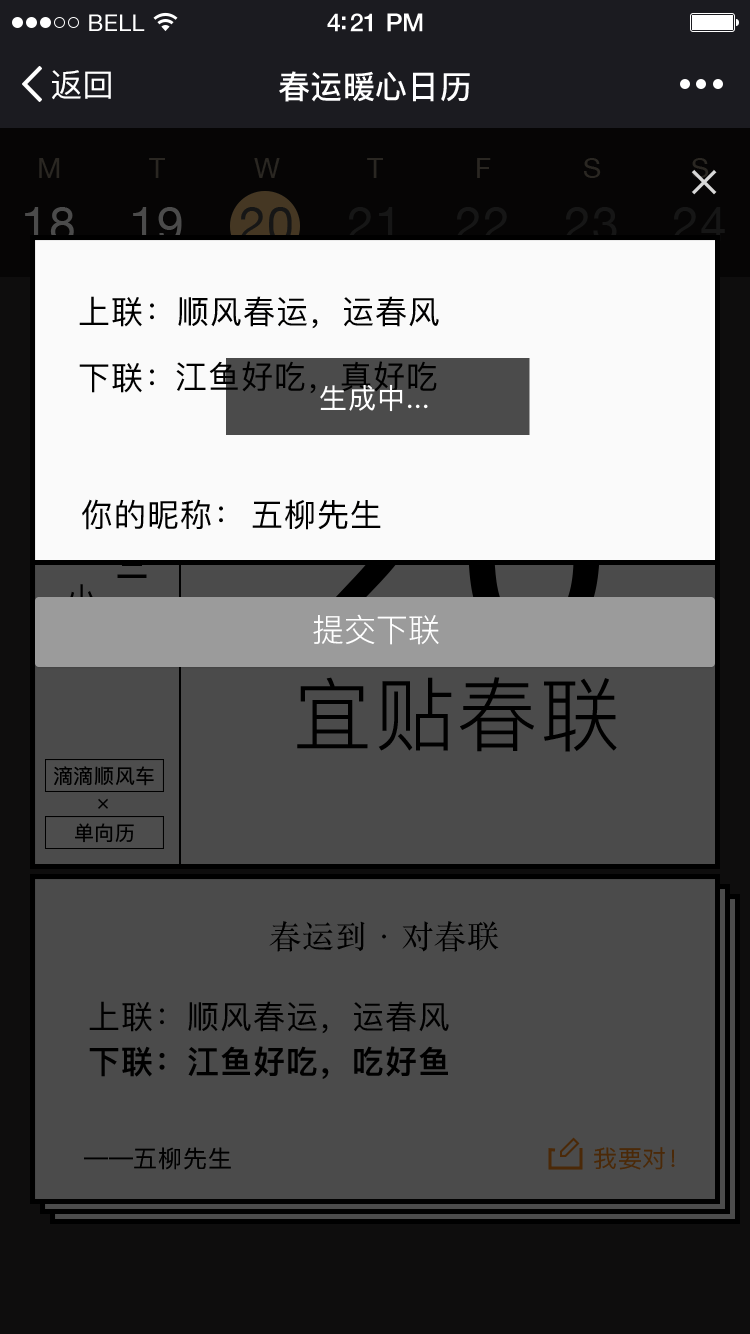 BELL 4:21 PM
返回 春运暖心日历
M T W T F S S
18 19 20 21 22 23 24
上联：顺风春运，运春风
下联：江鱼好吃，真好吃
生成中...
你的昵称： 五柳先生
小
20
提交下联
宜贴春联
滴滴顺风车
×
单向历
春运到 · 对春联
上联：顺风春运，运春风
下联：江鱼好吃，吃好鱼
——五柳先生
我要对！